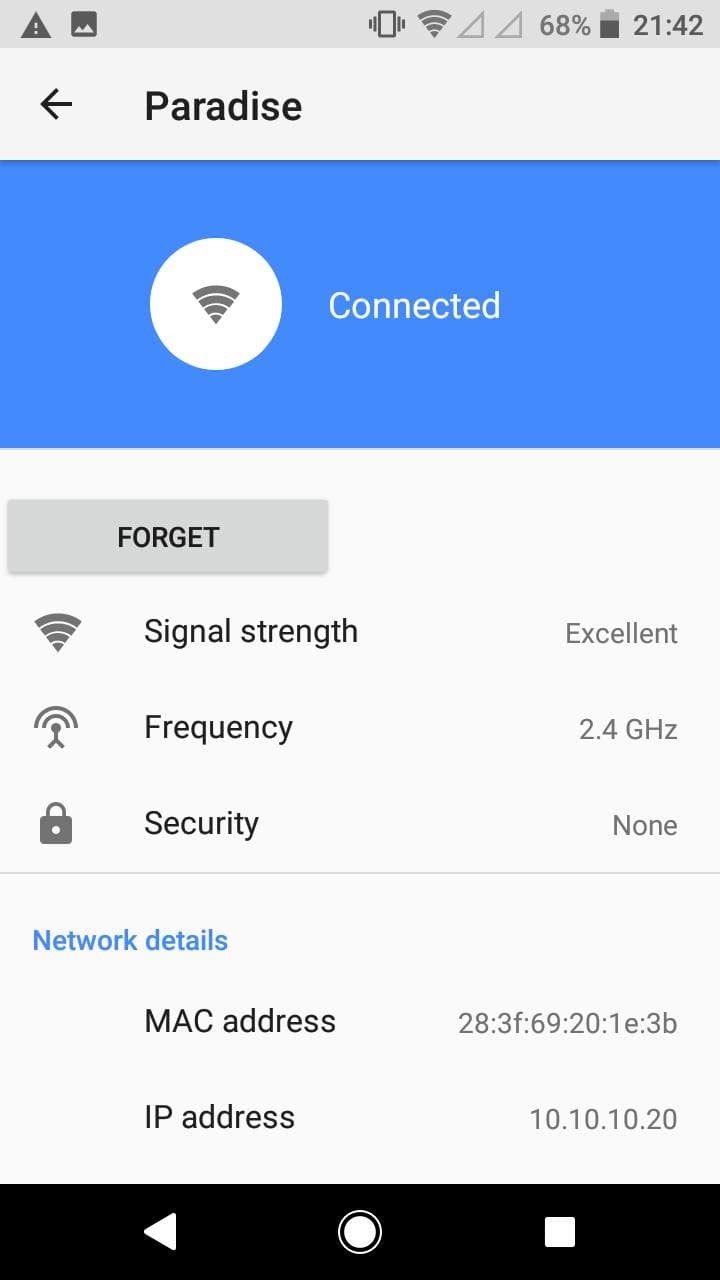 68% 21:42
Paradise
Connected
FORGET
Signal strength Excellent
Frequency 2.4 GHz
Security None
Network details
MAC address 28:3f:69:20:1e:3b
IP address 10.10.10.20